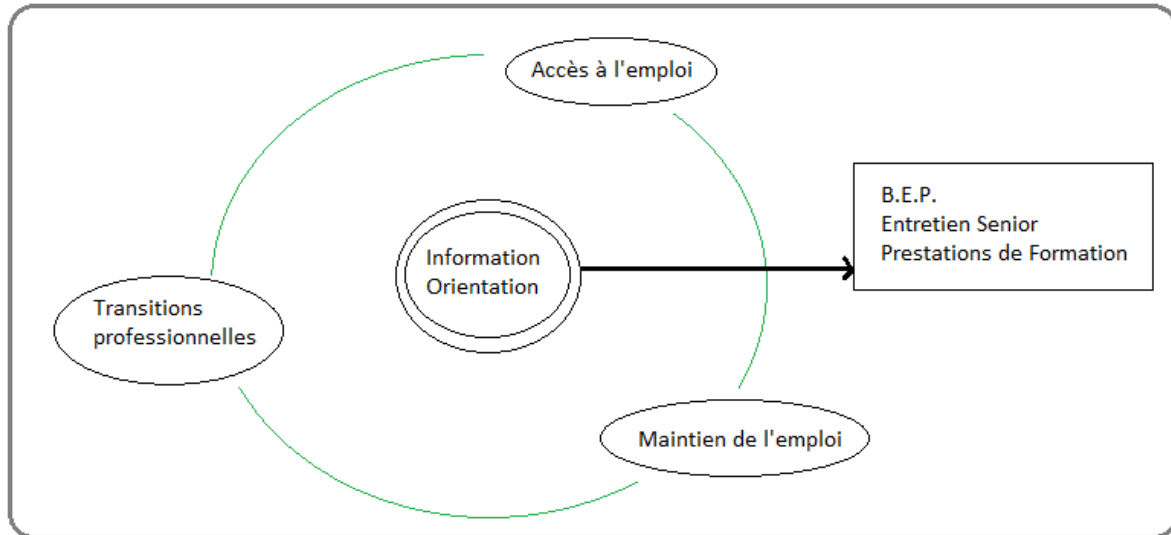 Accès à l'emploi
B.E.P.
Entretien Senior
Prestations de Formation
Information
Orientation
Transitions
professionnelles
Maintien de l'emploi